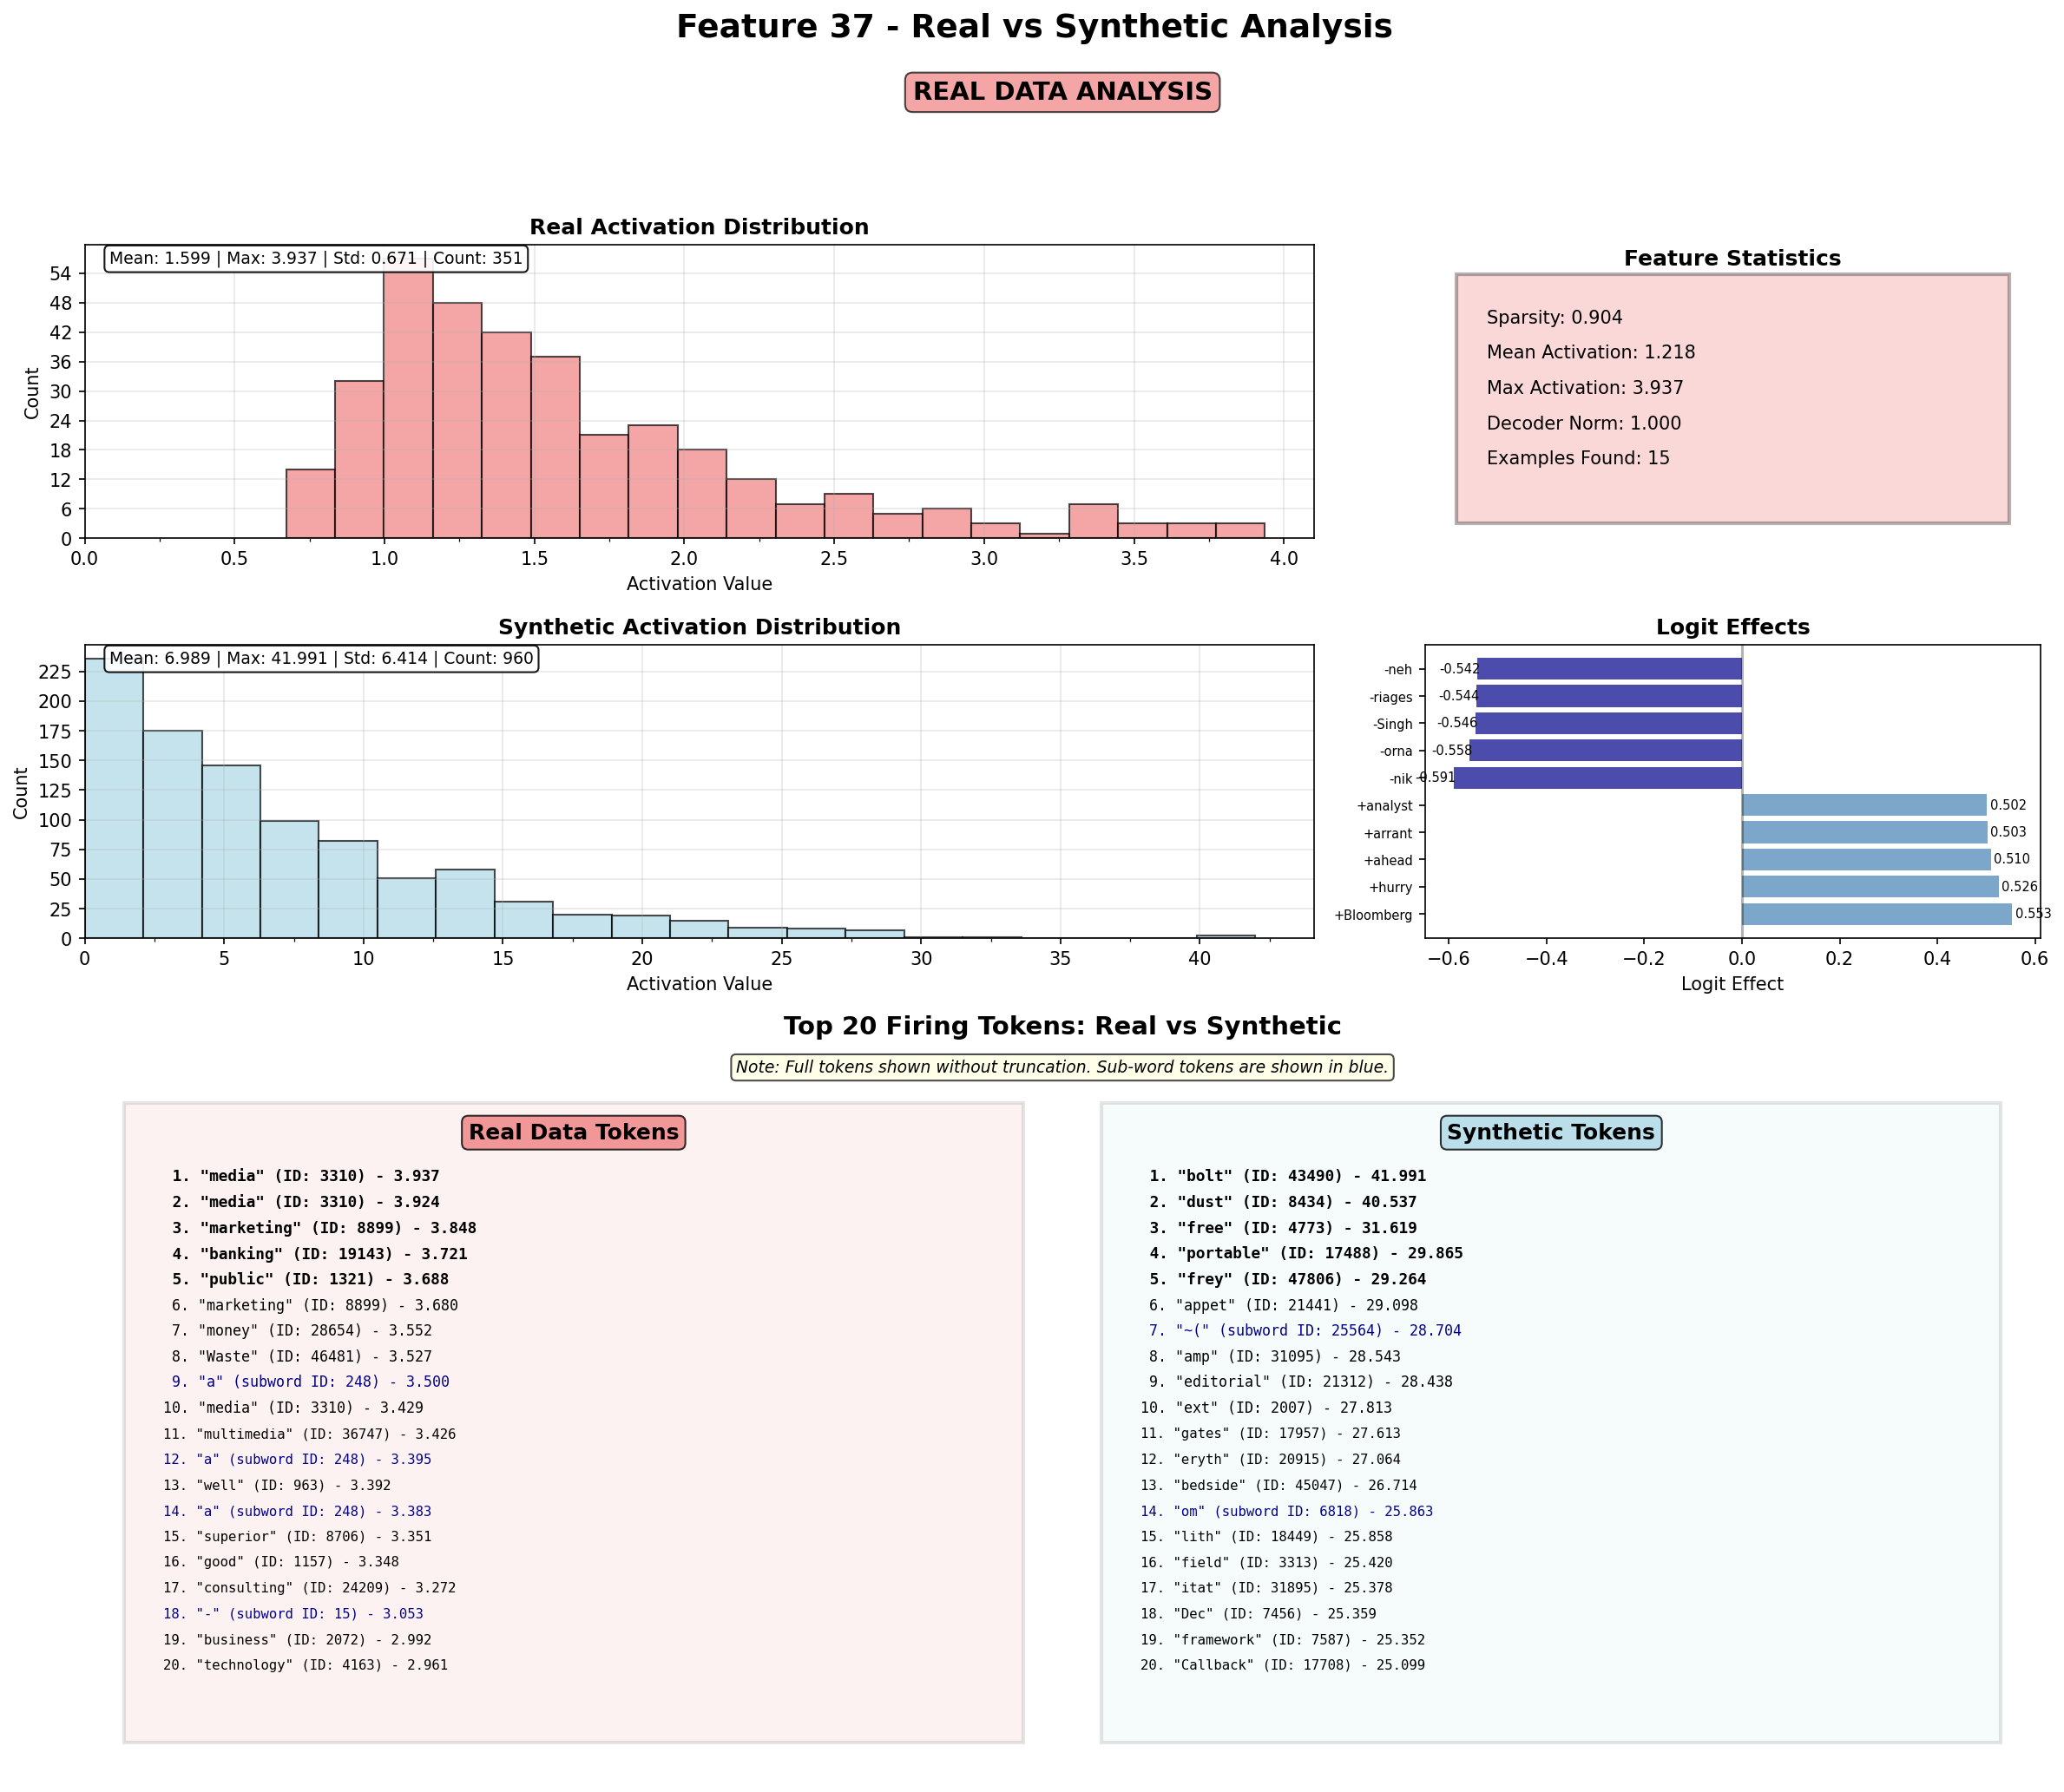 Feature 37 - Real vs Synthetic Analysis
REAL DATA ANALYSIS
Real Activation Distribution
Mean: 1.599 | Max: 3.937 | Std: 0.671 | Count: 351
54
48
42
36
30
24
18
12
6
0
Count
0.0 0.5 1.0 1.5 2.0 2.5 3.0 3.5 4.0
Activation Value
Feature Statistics
Sparsity: 0.904
Mean Activation: 1.218
Max Activation: 3.937
Decoder Norm: 1.000
Examples Found: 15
Synthetic Activation Distribution
Mean: 6.989 | Max: 41.991 | Std: 6.414 | Count: 960
225
200
175
150
125
100
75
50
25
0
Count
0 5 10 15 20 25 30 35 40
Activation Value
Logit Effects
-neh -0.542
-riages -0.544
-Singh -0.546
-orna -0.558
-nik -0.591
+analyst 0.502
+arrant 0.503
+ahead 0.510
+hurry 0.526
+Bloomberg 0.553
−0.6 −0.4 −0.2 0.0 0.2 0.4 0.6
Logit Effect
Top 20 Firing Tokens: Real vs Synthetic
Note: Full tokens shown without truncation. Sub-word tokens are shown in blue.
Real Data Tokens
1. "media" (ID: 3310) - 3.937
2. "media" (ID: 3310) - 3.924
3. "marketing" (ID: 8899) - 3.848
4. "banking" (ID: 19143) - 3.721
5. "public" (ID: 1321) - 3.688
6. "marketing" (ID: 8899) - 3.680
7. "money" (ID: 28654) - 3.552
8. "Waste" (ID: 46481) - 3.527
9. "a" (subword ID: 248) - 3.500
10. "media" (ID: 3310) - 3.429
11. "multimedia" (ID: 36747) - 3.426
12. "a" (subword ID: 248) - 3.395
13. "well" (ID: 963) - 3.392
14. "a" (subword ID: 248) - 3.383
15. "superior" (ID: 8706) - 3.351
16. "good" (ID: 1157) - 3.348
17. "consulting" (ID: 24209) - 3.272
18. "-" (subword ID: 15) - 3.053
19. "business" (ID: 2072) - 2.992
20. "technology" (ID: 4163) - 2.961
Synthetic Tokens
1. "bolt" (ID: 43490) - 41.991
2. "dust" (ID: 8434) - 40.537
3. "free" (ID: 4773) - 31.619
4. "portable" (ID: 17488) - 29.865
5. "frey" (ID: 47806) - 29.264
6. "appet" (ID: 21441) - 29.098
7. "~(" (subword ID: 25564) - 28.704
8. "amp" (ID: 31095) - 28.543
9. "editorial" (ID: 21312) - 28.438
10. "ext" (ID: 2007) - 27.813
11. "gates" (ID: 17957) - 27.613
12. "eryth" (ID: 20915) - 27.064
13. "bedside" (ID: 45047) - 26.714
14. "om" (subword ID: 6818) - 25.863
15. "lith" (ID: 18449) - 25.858
16. "field" (ID: 3313) - 25.420
17. "itat" (ID: 31895) - 25.378
18. "Dec" (ID: 7456) - 25.359
19. "framework" (ID: 7587) - 25.352
20. "Callback" (ID: 17708) - 25.099